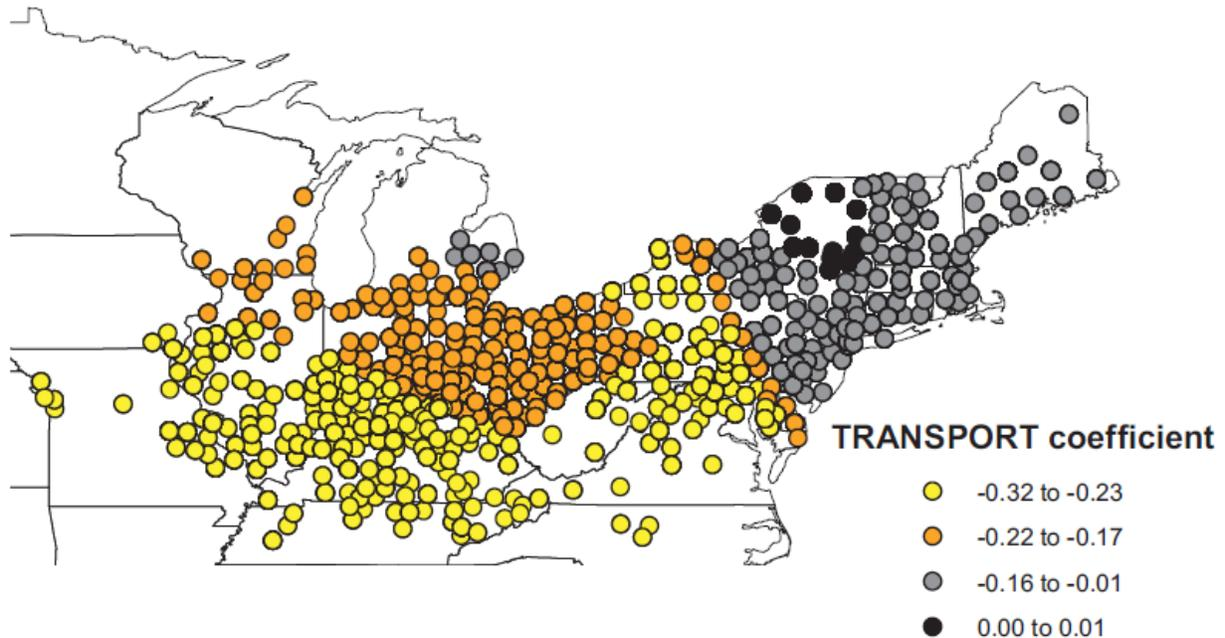 TRANSPORT coefficient
-0.32 to -0.23
-0.22 to -0.17
-0.16 to -0.01
0.00 to 0.01